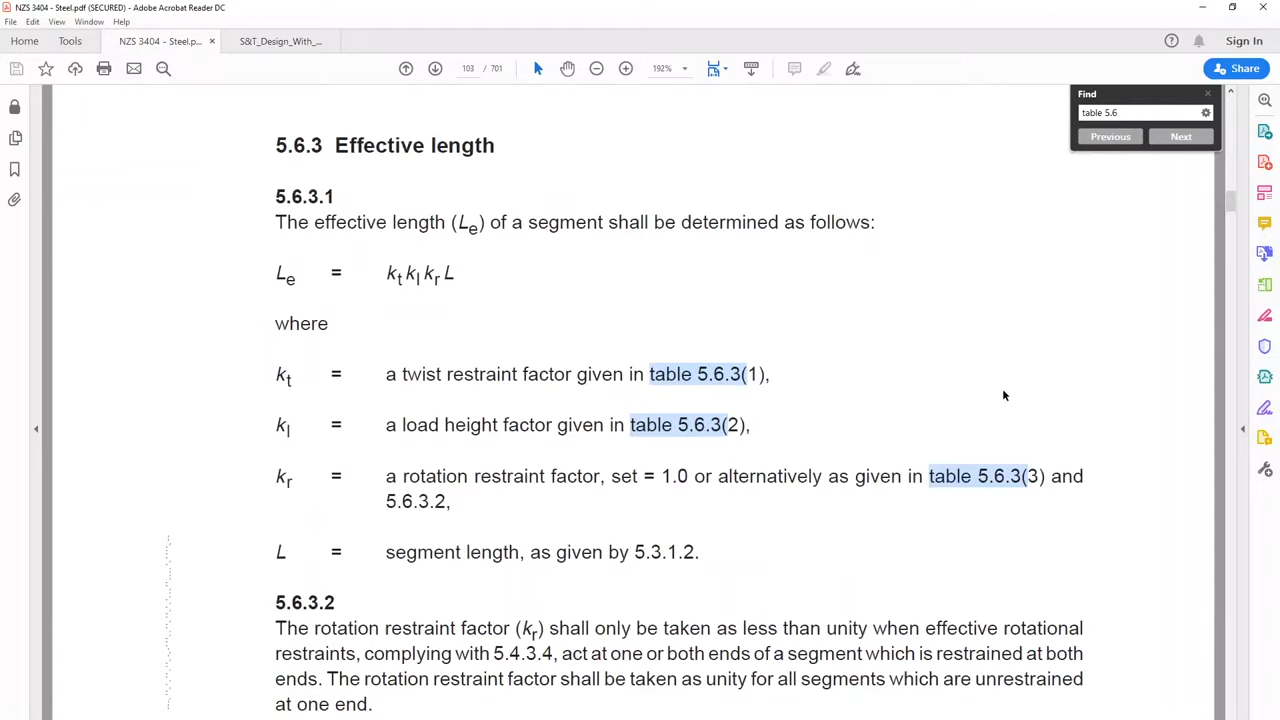 NZS 3404 - Steel.pdf (SECURED) - Adobe Acrobat Reader DC
File Edit View Window Help
Home Tools NZS 3404 - Steel.p... × S&T_Design_With_... Sign In
103 / 701 192% Share
Find
table 5.6
Previous Next
5.6.3 Effective length
5.6.3.1
The effective length (Le) of a segment shall be determined as follows:
Le = kt kl kr L
where
kt = a twist restraint factor given in table 5.6.3(1),
kl = a load height factor given in table 5.6.3(2),
kr = a rotation restraint factor, set = 1.0 or alternatively as given in table 5.6.3(3) and
5.6.3.2,
L = segment length, as given by 5.3.1.2.
5.6.3.2
The rotation restraint factor (kr) shall only be taken as less than unity when effective rotational
restraints, complying with 5.4.3.4, act at one or both ends of a segment which is restrained at both
ends. The rotation restraint factor shall be taken as unity for all segments which are unrestrained
at one end.